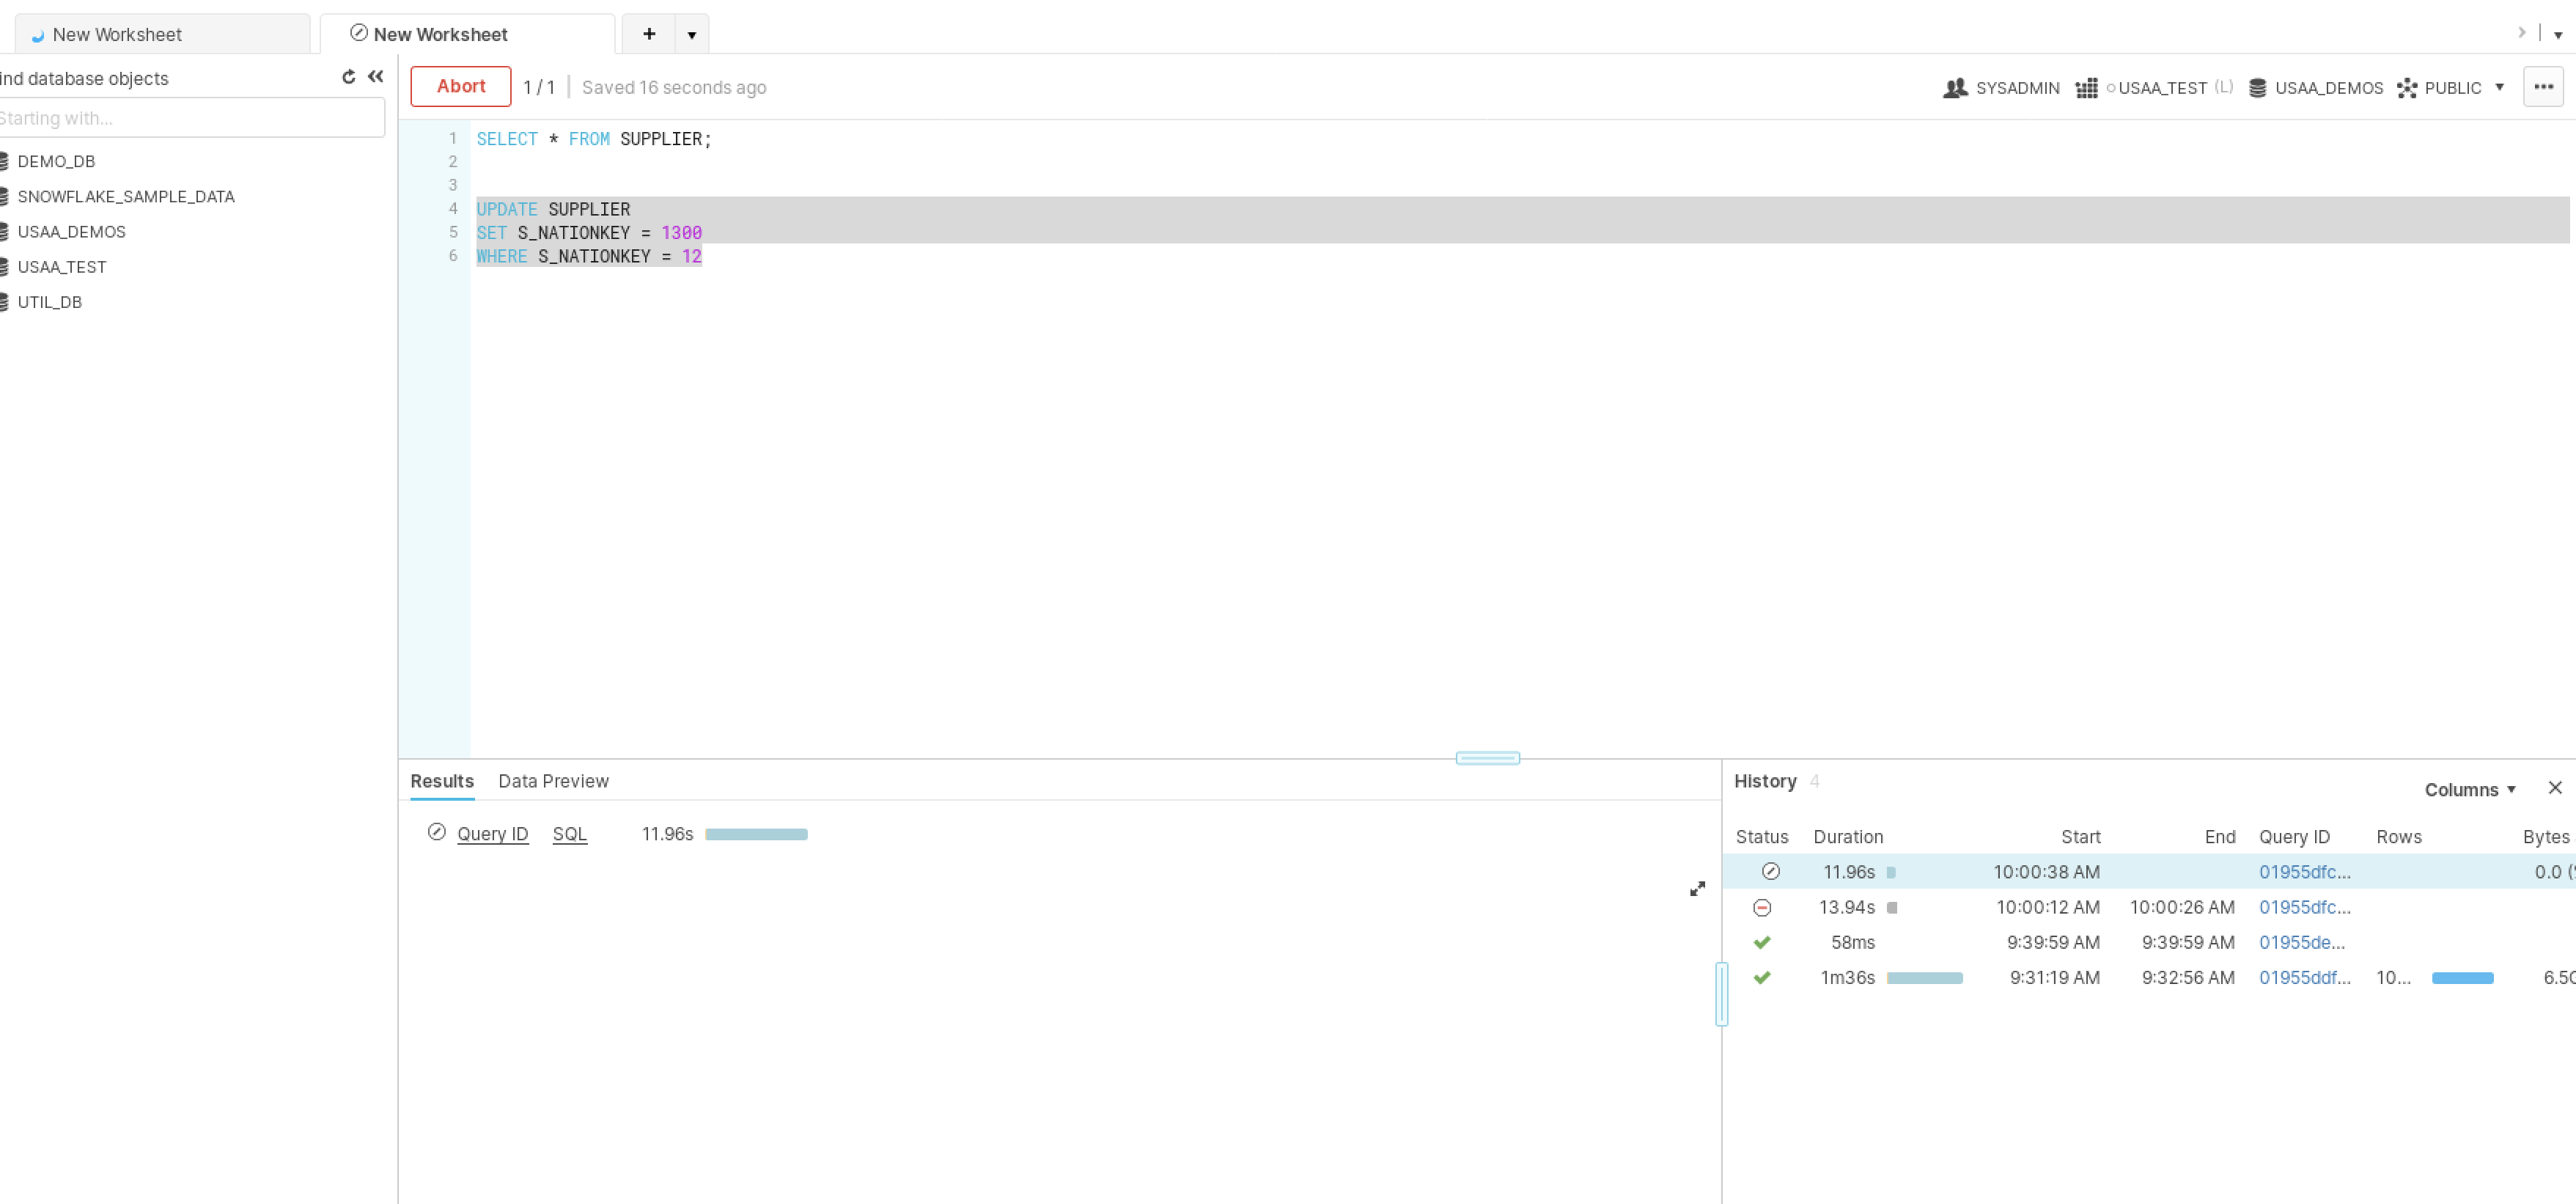 New Worksheet
New Worksheet
+
ind database objects
Starting with...
DEMO_DB
SNOWFLAKE_SAMPLE_DATA
USAA_DEMOS
USAA_TEST
UTIL_DB
Abort 1 / 1 Saved 16 seconds ago
SYSADMIN USAA_TEST (L) USAA_DEMOS PUBLIC
1 SELECT * FROM SUPPLIER;
2
3
4 UPDATE SUPPLIER
5 SET S_NATIONKEY = 1300
6 WHERE S_NATIONKEY = 12
Results Data Preview
Query ID SQL 11.96s
History 4
Columns
Status Duration Start End Query ID Rows Bytes
11.96s 10:00:38 AM 01955dfc... 0.0
13.94s 10:00:12 AM 10:00:26 AM 01955dfc...
58ms 9:39:59 AM 9:39:59 AM 01955de...
1m36s 9:31:19 AM 9:32:56 AM 01955ddf... 10...